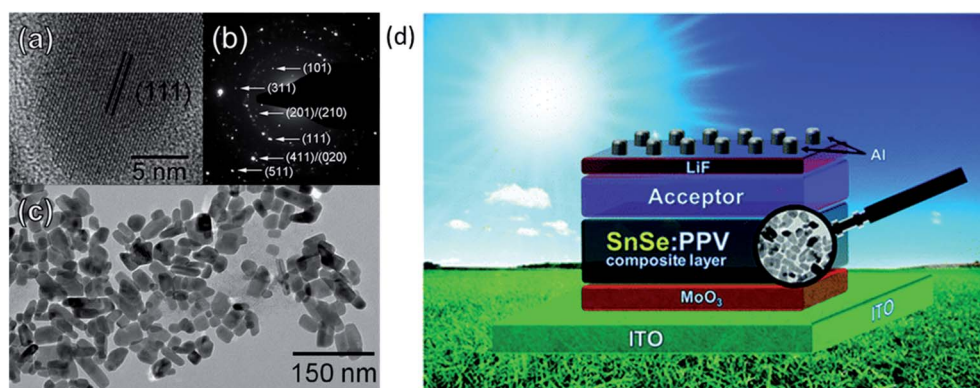 (a)
(111)
5 nm
(b)
(101)
(311)
(201)/(210)
(111)
(411)/(020)
(511)
(c)
150 nm
(d)
Al
LiF
Acceptor
SnSe:PPV
composite layer
MoO₃
ITO
ITO